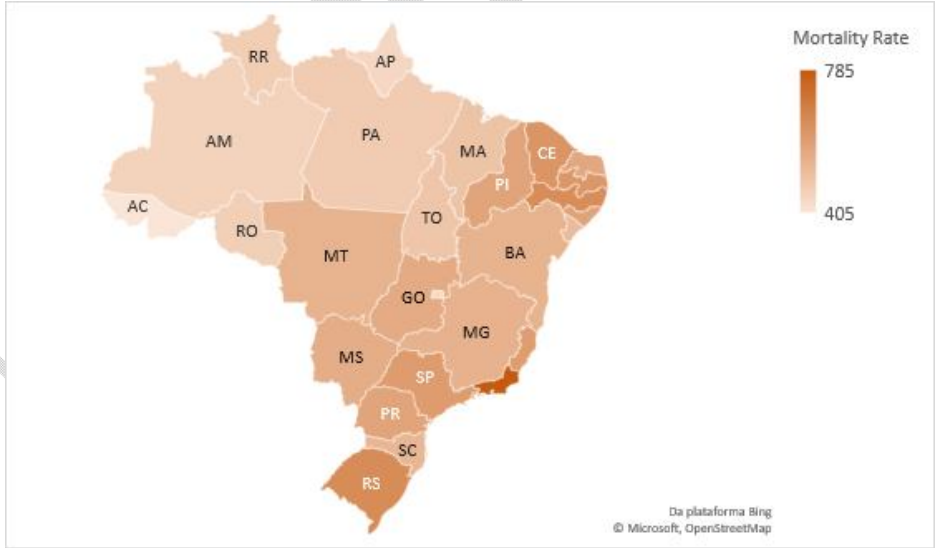 Mortality Rate
785
405
RR
AP
AM
PA
MA
CE
PI
AC
RO
TO
MT
BA
GO
MG
MS
SP
PR
SC
RS
Da plataforma Bing
© Microsoft, OpenStreetMap